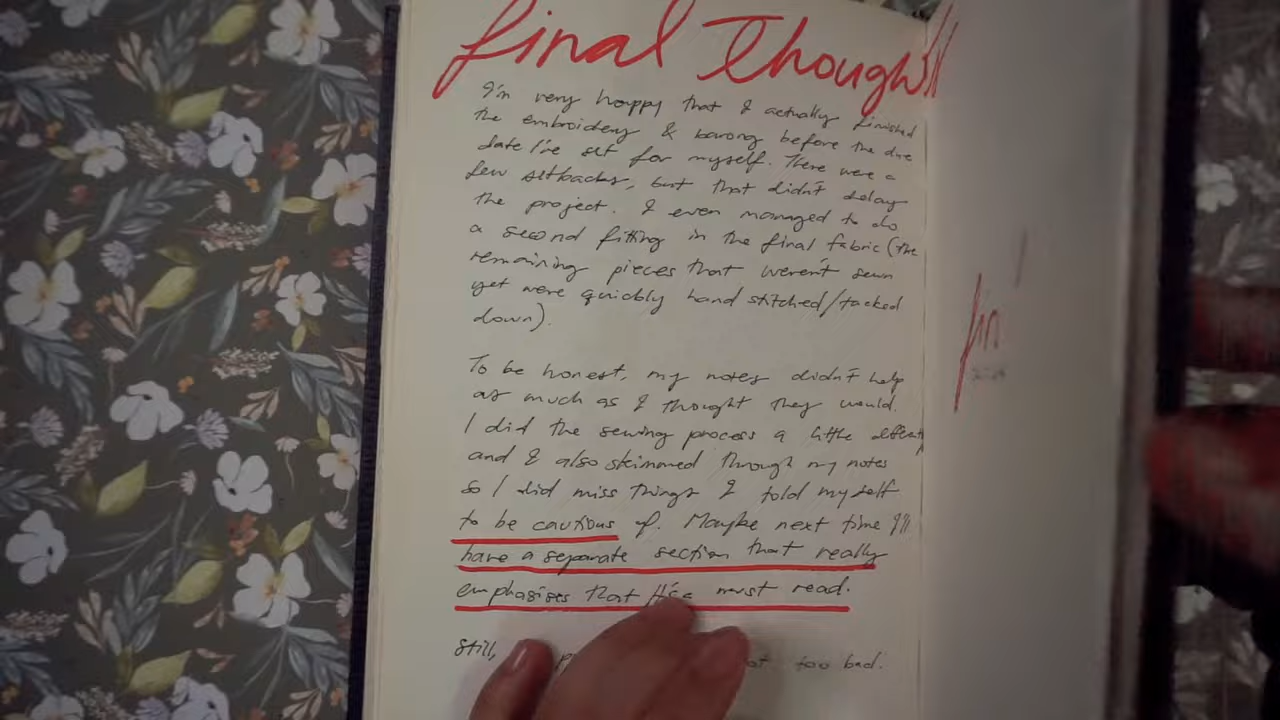 final Thoughts
I'm very happy that I actually finished
the embroidery & barong before the due
date I've set for myself. There were a
few setbacks, but that didn't delay
the project. I even managed to do
a second fitting in the final fabric (the
remaining pieces that weren't sewn
yet were quickly hand stitched/tacked
down).
To be honest, my notes didn't help
as much as I thought they would.
I did the sewing process a little different
and I also skimmed through my notes
so I did miss things I told myself
to be cautious of. Maybe next time I'll
have a separate section that really
emphasises that it's a must read.
Still, too bad.